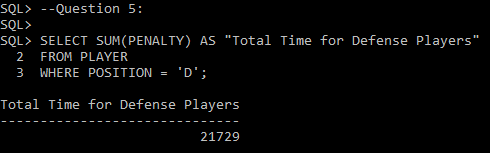 SQL> --Question 5:
SQL>
SQL> SELECT SUM(PENALTY) AS "Total Time for Defense Players"
  2  FROM PLAYER
  3  WHERE POSITION = 'D';
Total Time for Defense Players
------------------------------
                         21729